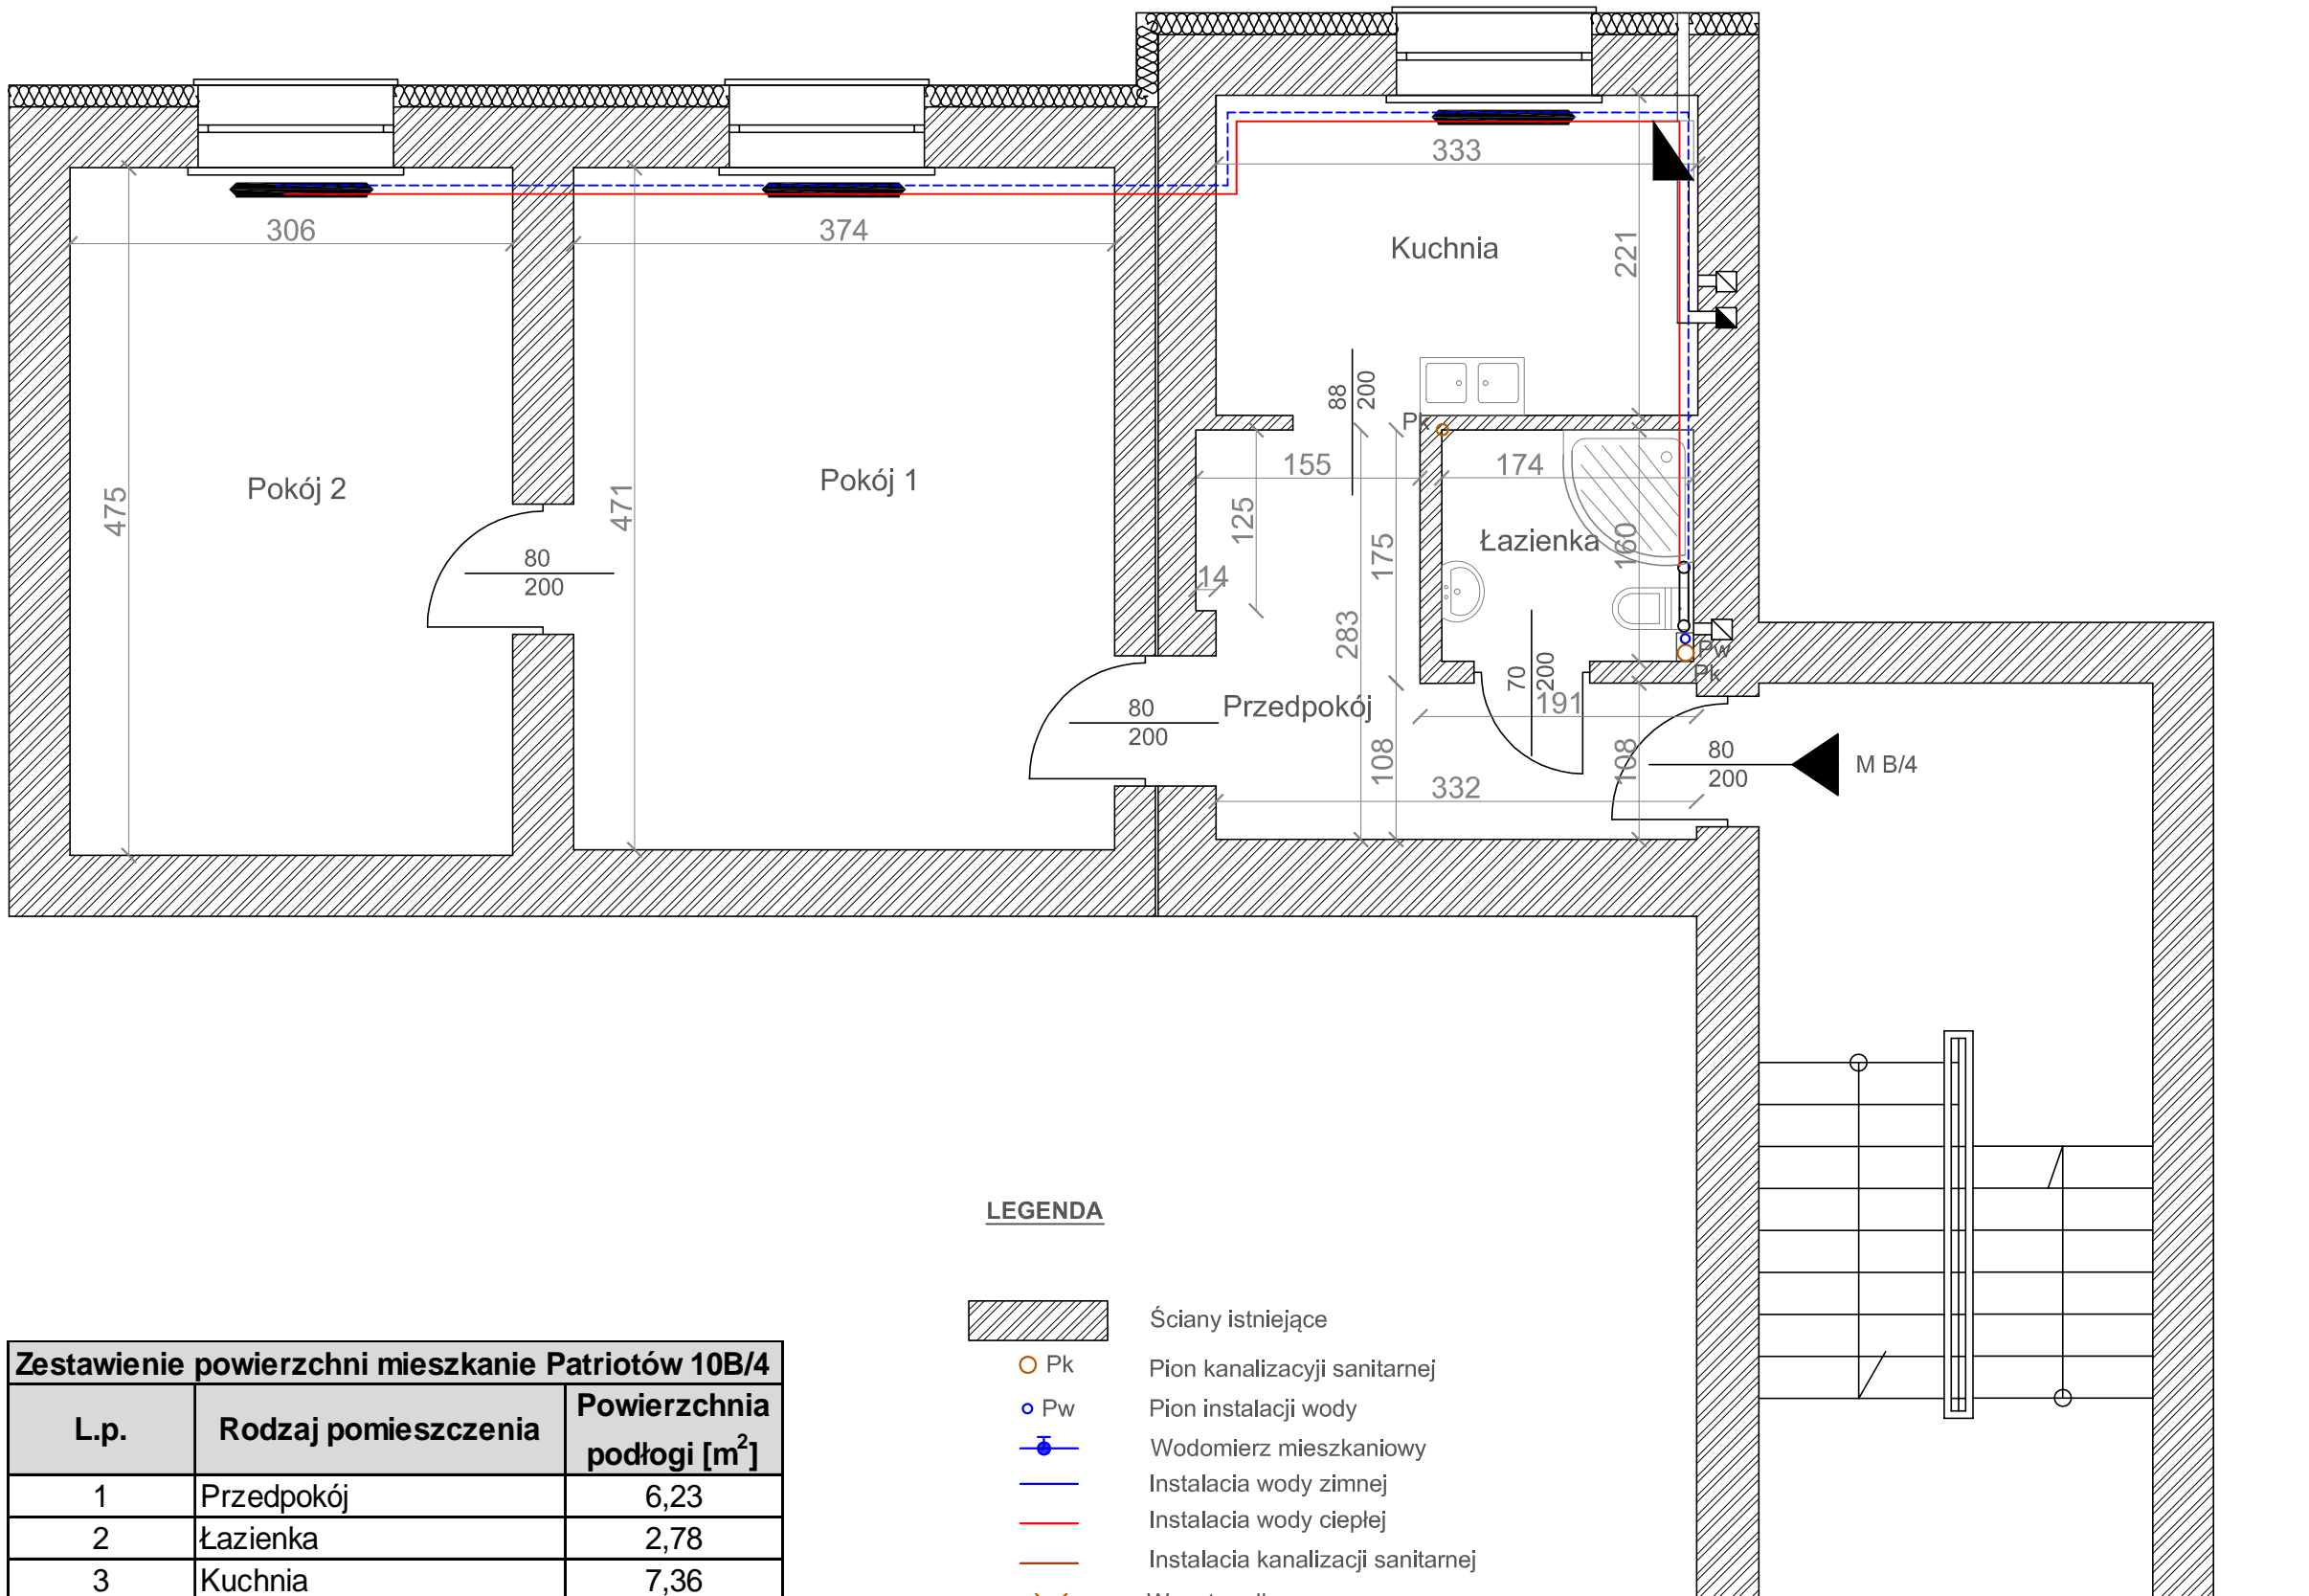 333
306
374
Kuchnia
221
88
200
Pk
Pokój 2
Pokój 1
155
174
475
471
125
Łazienka
160
175
80
200
14
283
70
200
Pw
Pk
Przedpokój
191
80
200
108
108
80
200
M B/4
332
LEGENDA
Ściany istniejące
Pk
Pion kanalizacyji sanitarnej
Pw
Pion instalacji wody
Wodomierz mieszkaniowy
Instalacia wody zimnej
Instalacia wody ciepłej
Instalacia kanalizacji sanitarnej
Zestawienie powierzchni mieszkanie Patriotów 10B/4
L.p.
Rodzaj pomieszczenia
Powierzchnia
podłogi [m²]
1 Przedpokój 6,23
2 Łazienka 2,78
3 Kuchnia 7,36